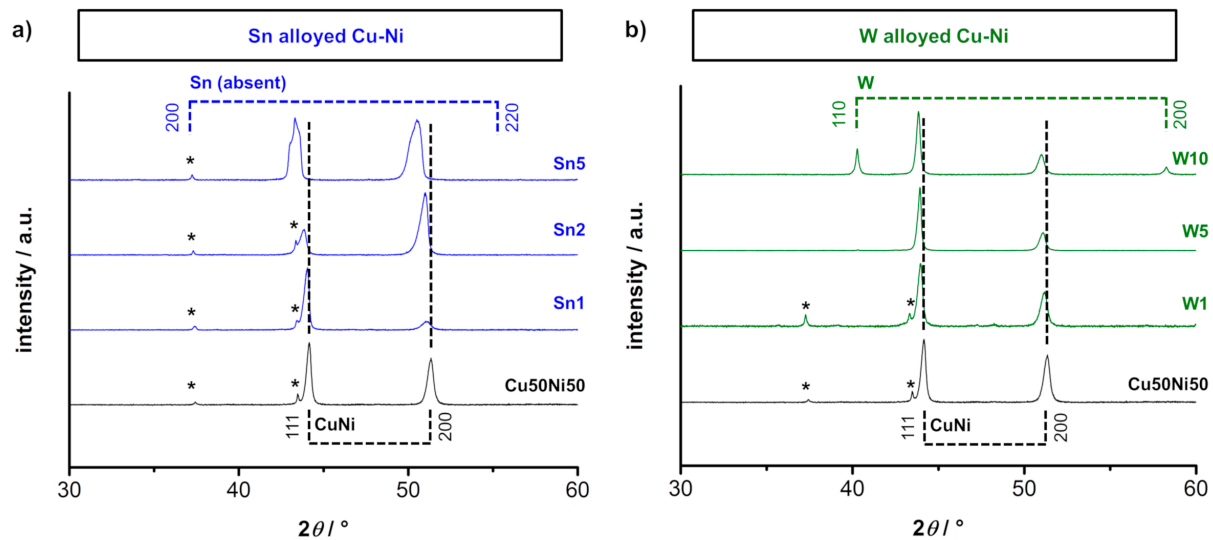 a)
Sn alloyed Cu-Ni
Sn (absent)
200
220
*
Sn5
*
*
Sn2
*
*
Sn1
*
*
Cu50Ni50
111
CuNi
200
intensity / a.u.
30
40
50
60
2θ / °
b)
W alloyed Cu-Ni
W
110
200
W10
W5
*
*
W1
*
*
Cu50Ni50
111
CuNi
200
intensity / a.u.
30
40
50
60
2θ / °